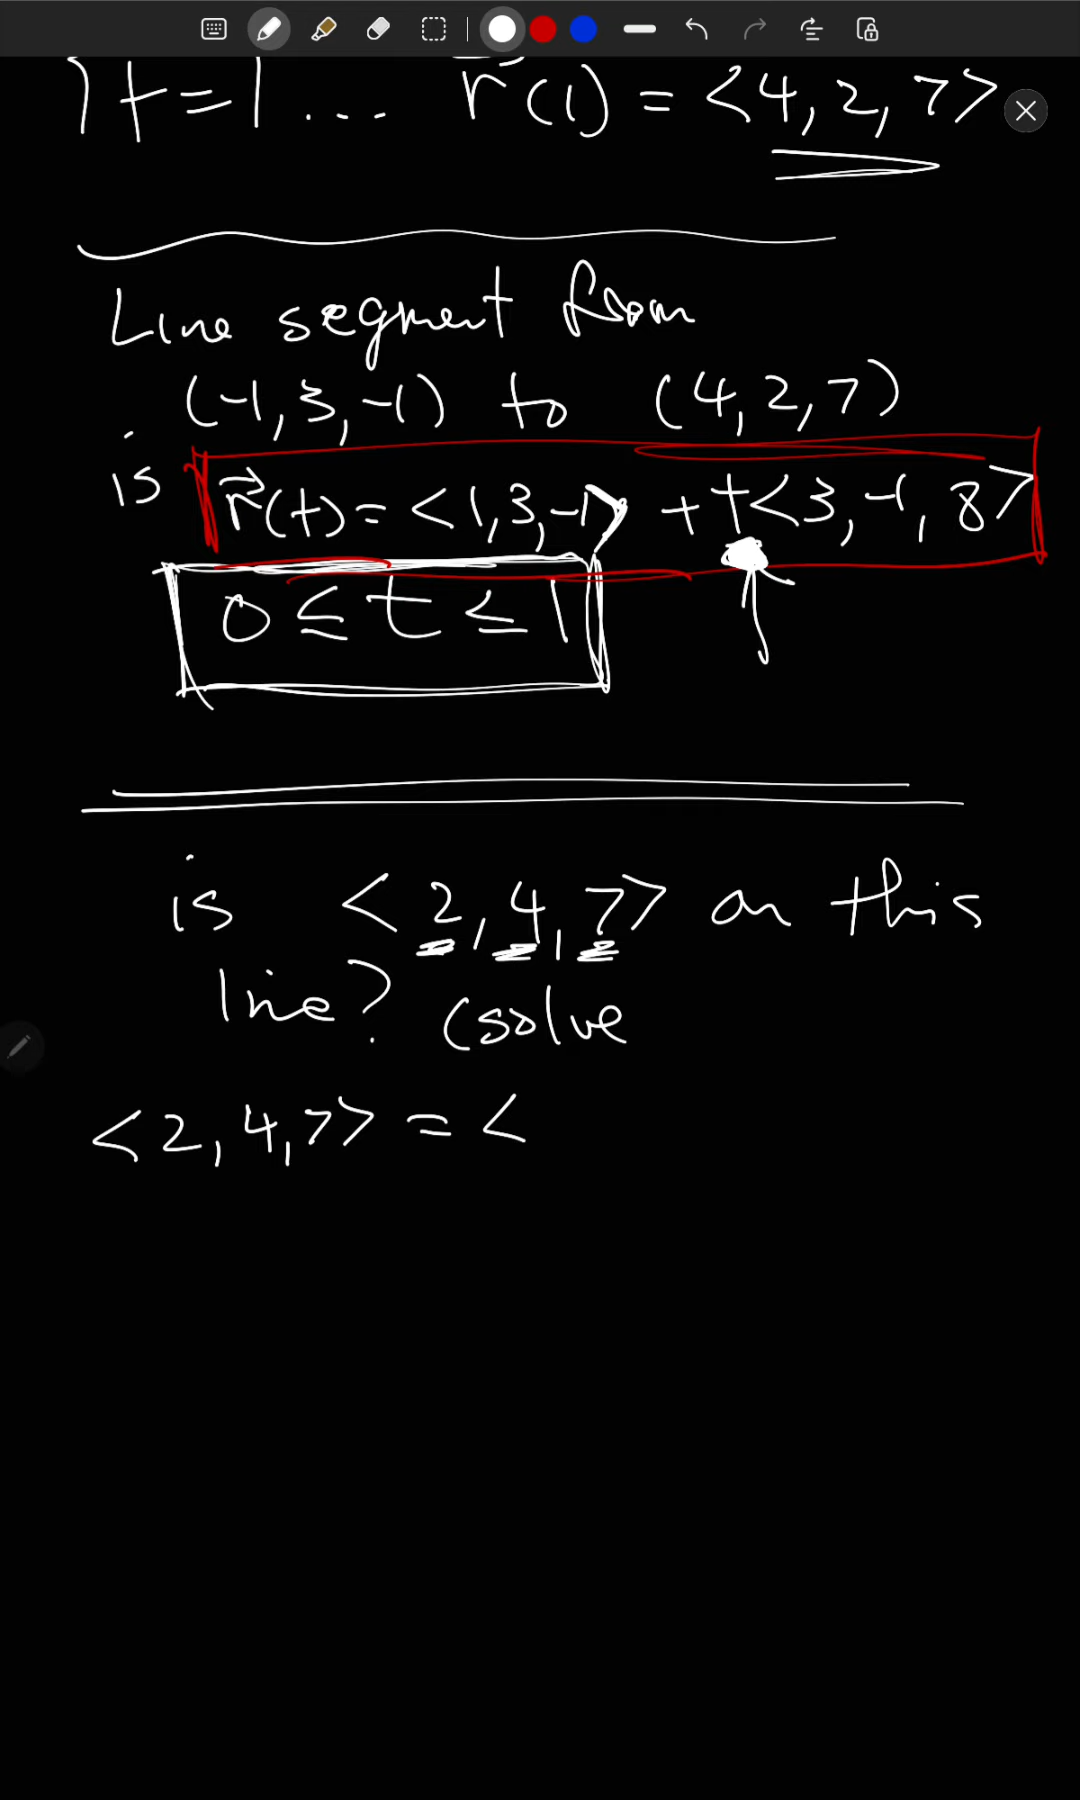 1 t=1 ... r⃗(1) = <4, 2, 7>
Line segment from
(-1, 3, -1) to (4, 2, 7)
is r⃗(t) = <1, 3, -1> + t<3, -1, 8>
0 ≤ t ≤ 1
is <2, 4, 7> on this
line? (solve
<2, 4, 7> = <